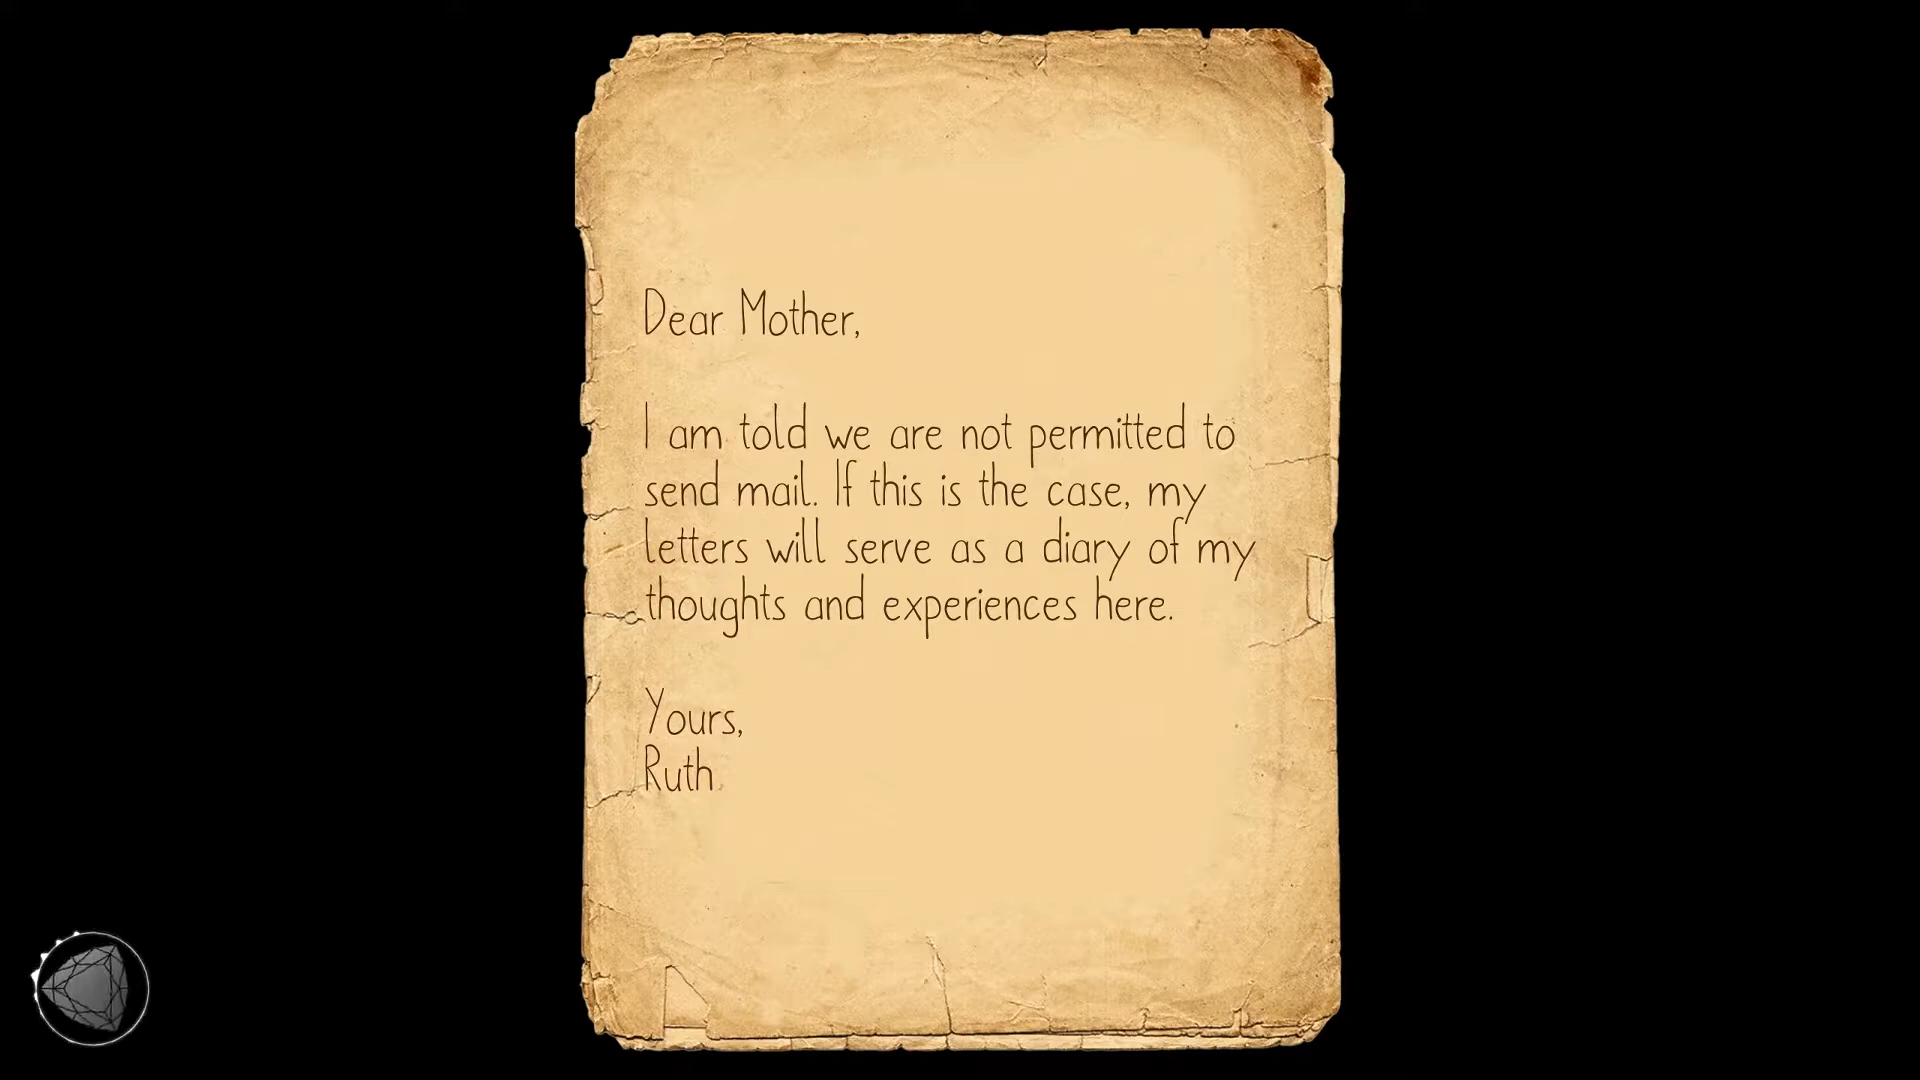 Dear Mother,
I am told we are not permitted to
send mail. If this is the case, my
letters will serve as a diary of my
thoughts and experiences here.
Yours,
Ruth